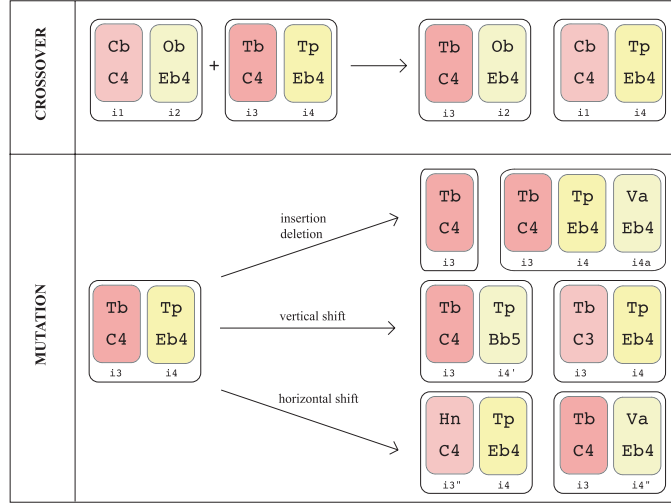 CROSSOVER
Cb Ob + Tb Tp Tb Ob Cb Tp
C4 Eb4 C4 Eb4 C4 Eb4 C4 Eb4
i1 i2 i3 i4 i3 i2 i1 i4
MUTATION
Tb Tp
C4 Eb4
i3 i4
insertion
deletion
Tb Tb Tp Va
C4 C4 Eb4 Eb4
i3 i3 i4 i4a
vertical shift
Tb Tp Tb Tp
C4 Bb5 C3 Eb4
i3 i4' i3 i4
horizontal shift
Hn Tp Tb Va
C4 Eb4 C4 Eb4
i3" i4 i3 i4"